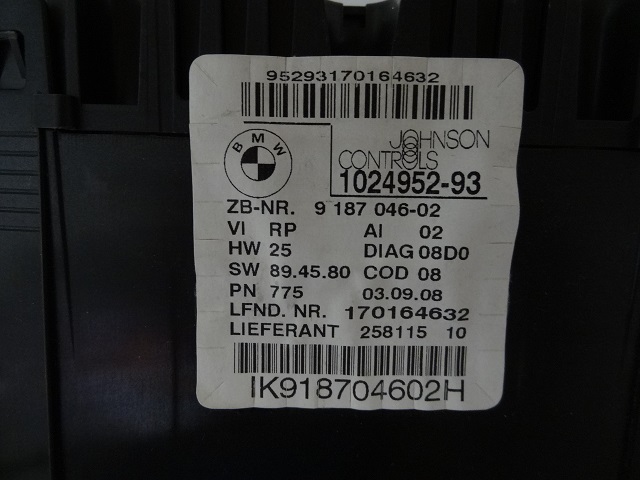 95293170164632
BMW
JOHNSON
CONTROLS
1024952-93
ZB-NR. 9 187 046-02
VI RP AI 02
HW 25 DIAG 08D0
SW 89.45.80 COD 08
PN 775 03.09.08
LFND. NR. 170164632
LIEFERANT 258115 10
IK918704602H